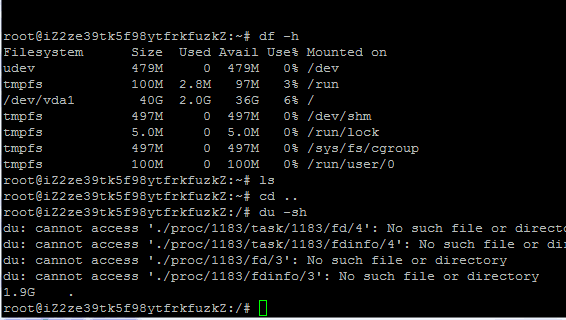 root@iZ2ze39tk5f98ytfrkfuzkZ:~# df -h
Filesystem      Size  Used Avail Use% Mounted on
udev            479M     0  479M   0% /dev
tmpfs           100M  2.8M   97M   3% /run
/dev/vda1        40G  2.0G   36G   6% /
tmpfs           497M     0  497M   0% /dev/shm
tmpfs           5.0M     0  5.0M   0% /run/lock
tmpfs           497M     0  497M   0% /sys/fs/cgroup
tmpfs           100M     0  100M   0% /run/user/0
root@iZ2ze39tk5f98ytfrkfuzkZ:~# ls
root@iZ2ze39tk5f98ytfrkfuzkZ:~# cd ..
root@iZ2ze39tk5f98ytfrkfuzkZ:/# du -sh
du: cannot access './proc/1183/task/1183/fd/4': No such file or directory
du: cannot access './proc/1183/task/1183/fdinfo/4': No such file or direc
du: cannot access './proc/1183/fd/3': No such file or directory
du: cannot access './proc/1183/fdinfo/3': No such file or directory
1.9G    .
root@iZ2ze39tk5f98ytfrkfuzkZ:/#